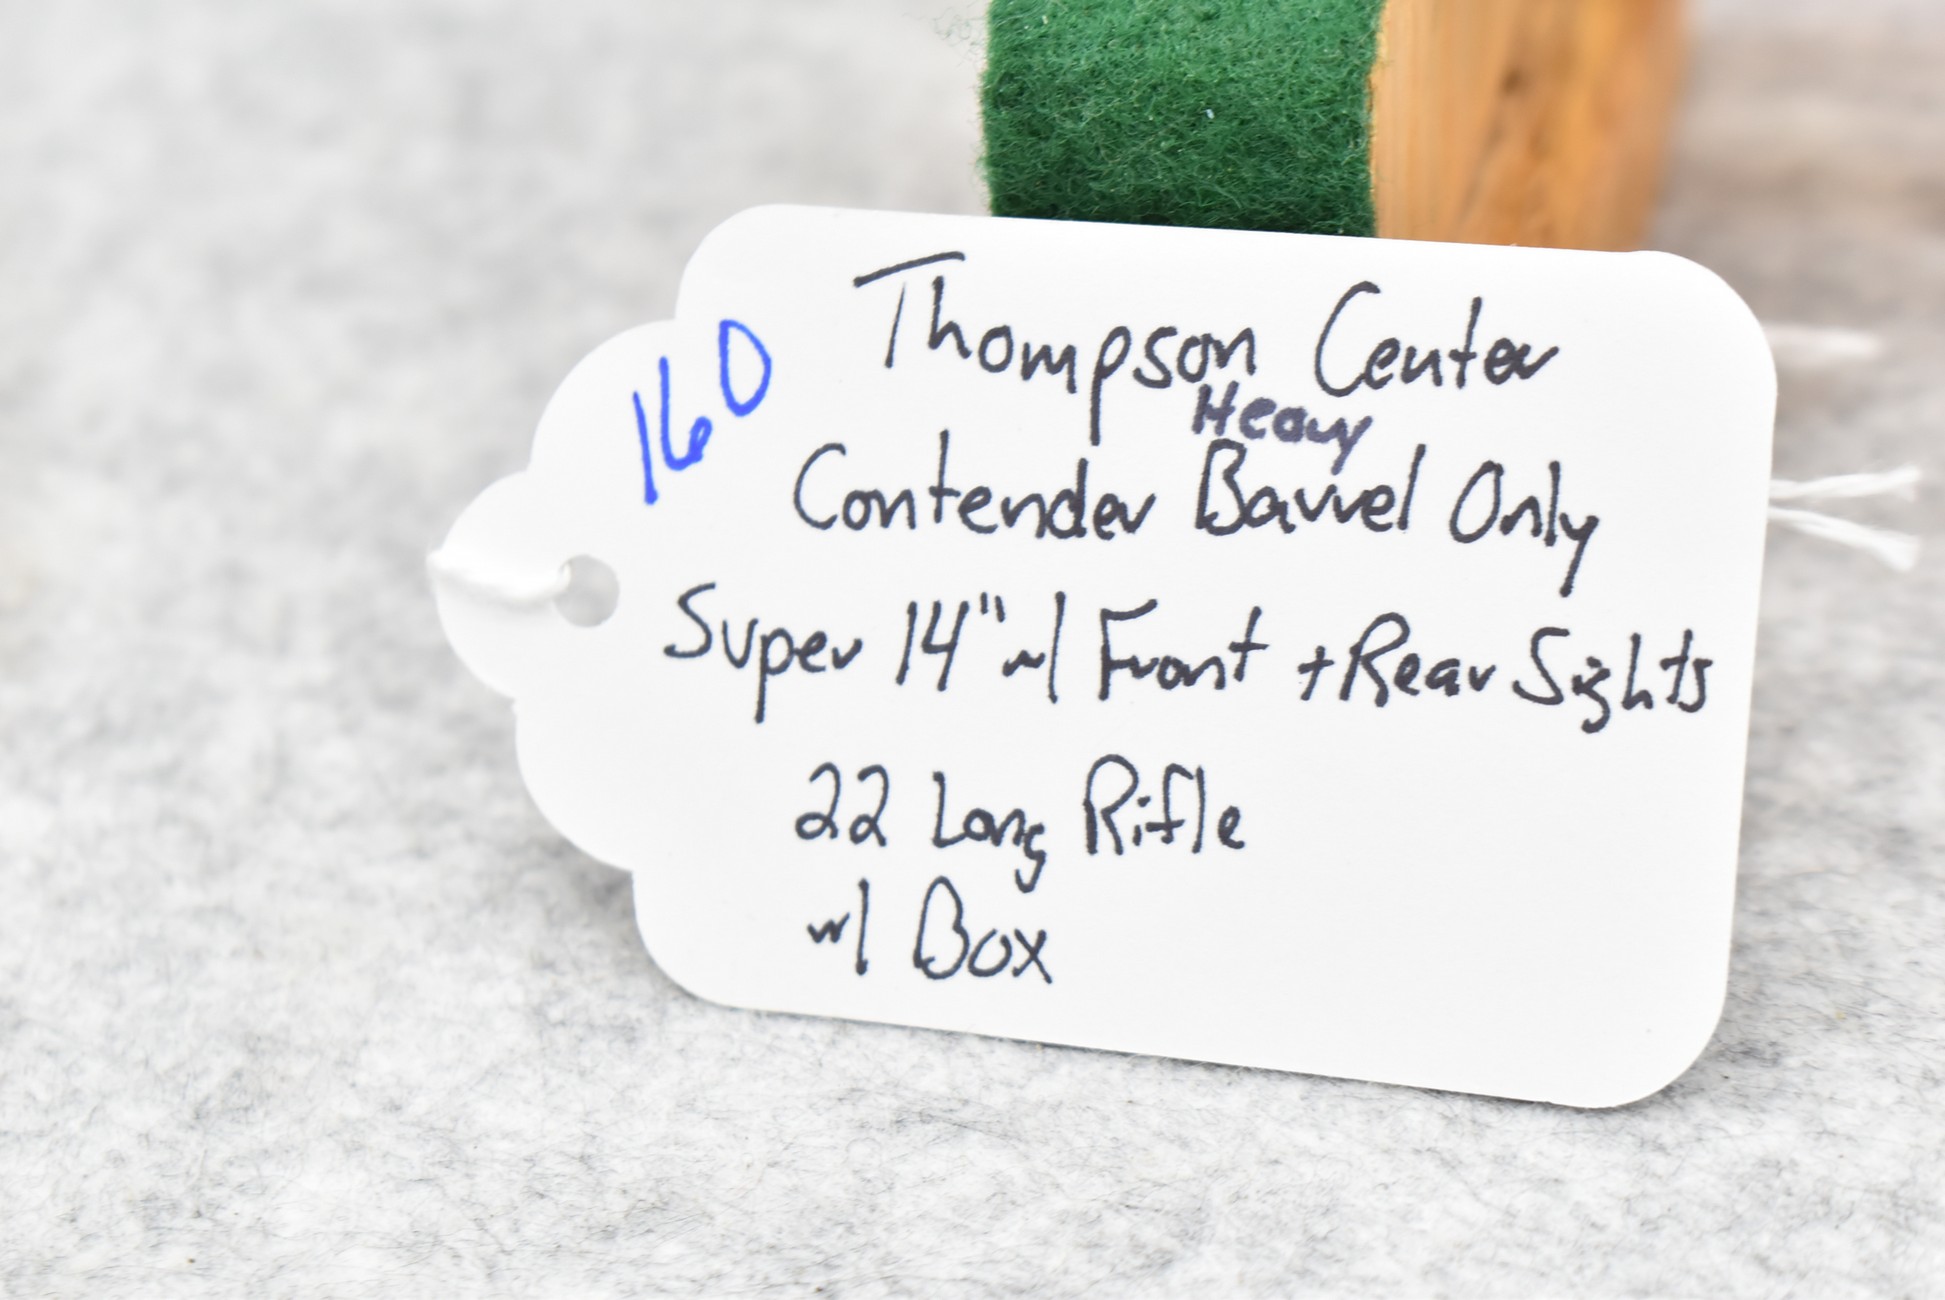 160
Thompson Center
Heavy
Contender Barrel Only
Super 14" w/ Front + Rear Sights
22 Long Rifle
w/ Box